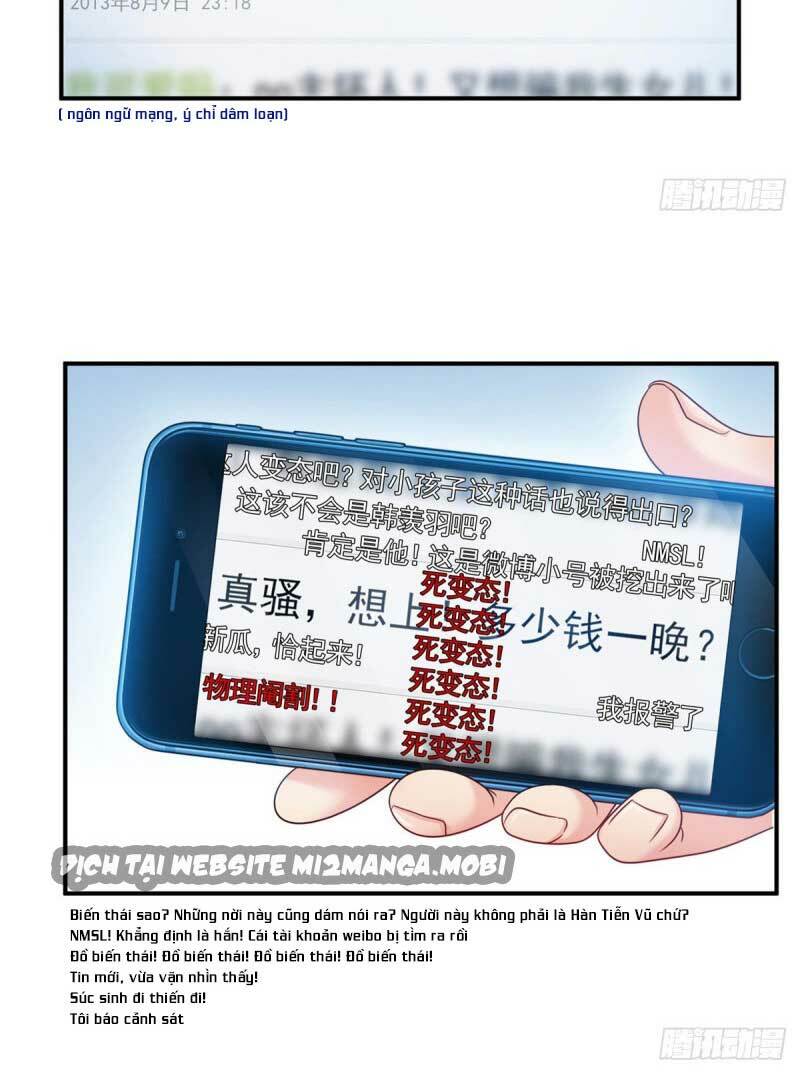 2013年8月9日 23:18
( ngôn ngữ mạng, ý chỉ dâm loạn)
腾讯动漫
人变态吧? 对小孩子这种话也说得出口?
这该不会是韩羡羽吧?
NMSL!
肯定是他! 这是微博小号被挖出来了吧
死变态!
真骚, 想上 多少钱一晚?
死变态!
新瓜, 恰起来!
死变态!
物理阉割!!
死变态!
我报警了
死变态!
死变态!
DỊCH TẠI WEBSITE MI2MANGA.MOBI
Biến thái sao? Những nời này cũng dám nói ra? Người này không phải là Hàn Tiễn Vũ chứ?
NMSL! Khẳng định là hắn! Cái tài khoản weibo bị tìm ra rồi
Đồ biến thái! Đồ biến thái! Đồ biến thái! Đồ biến thái!
Tin mới, vừa vặn nhìn thấy!
Súc sinh đi thiến đi!
Tôi báo cảnh sát
腾讯动漫